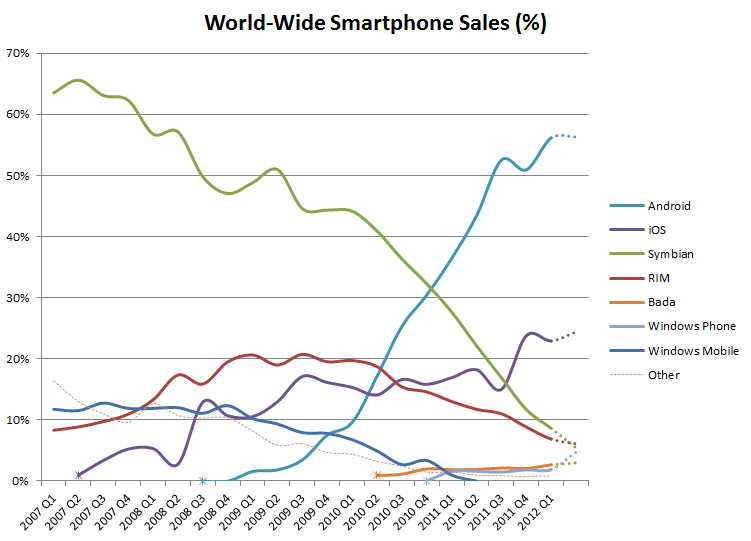 World-Wide Smartphone Sales (%)
70%
60%
50%
40%
30%
20%
10%
0%
2007 Q1
2007 Q2
2007 Q3
2007 Q4
2008 Q1
2008 Q2
2008 Q3
2008 Q4
2009 Q1
2009 Q2
2009 Q3
2009 Q4
2010 Q1
2010 Q2
2010 Q3
2010 Q4
2011 Q1
2011 Q2
2011 Q3
2011 Q4
2012 Q1
Android
iOS
Symbian
RIM
Bada
Windows Phone
Windows Mobile
Other